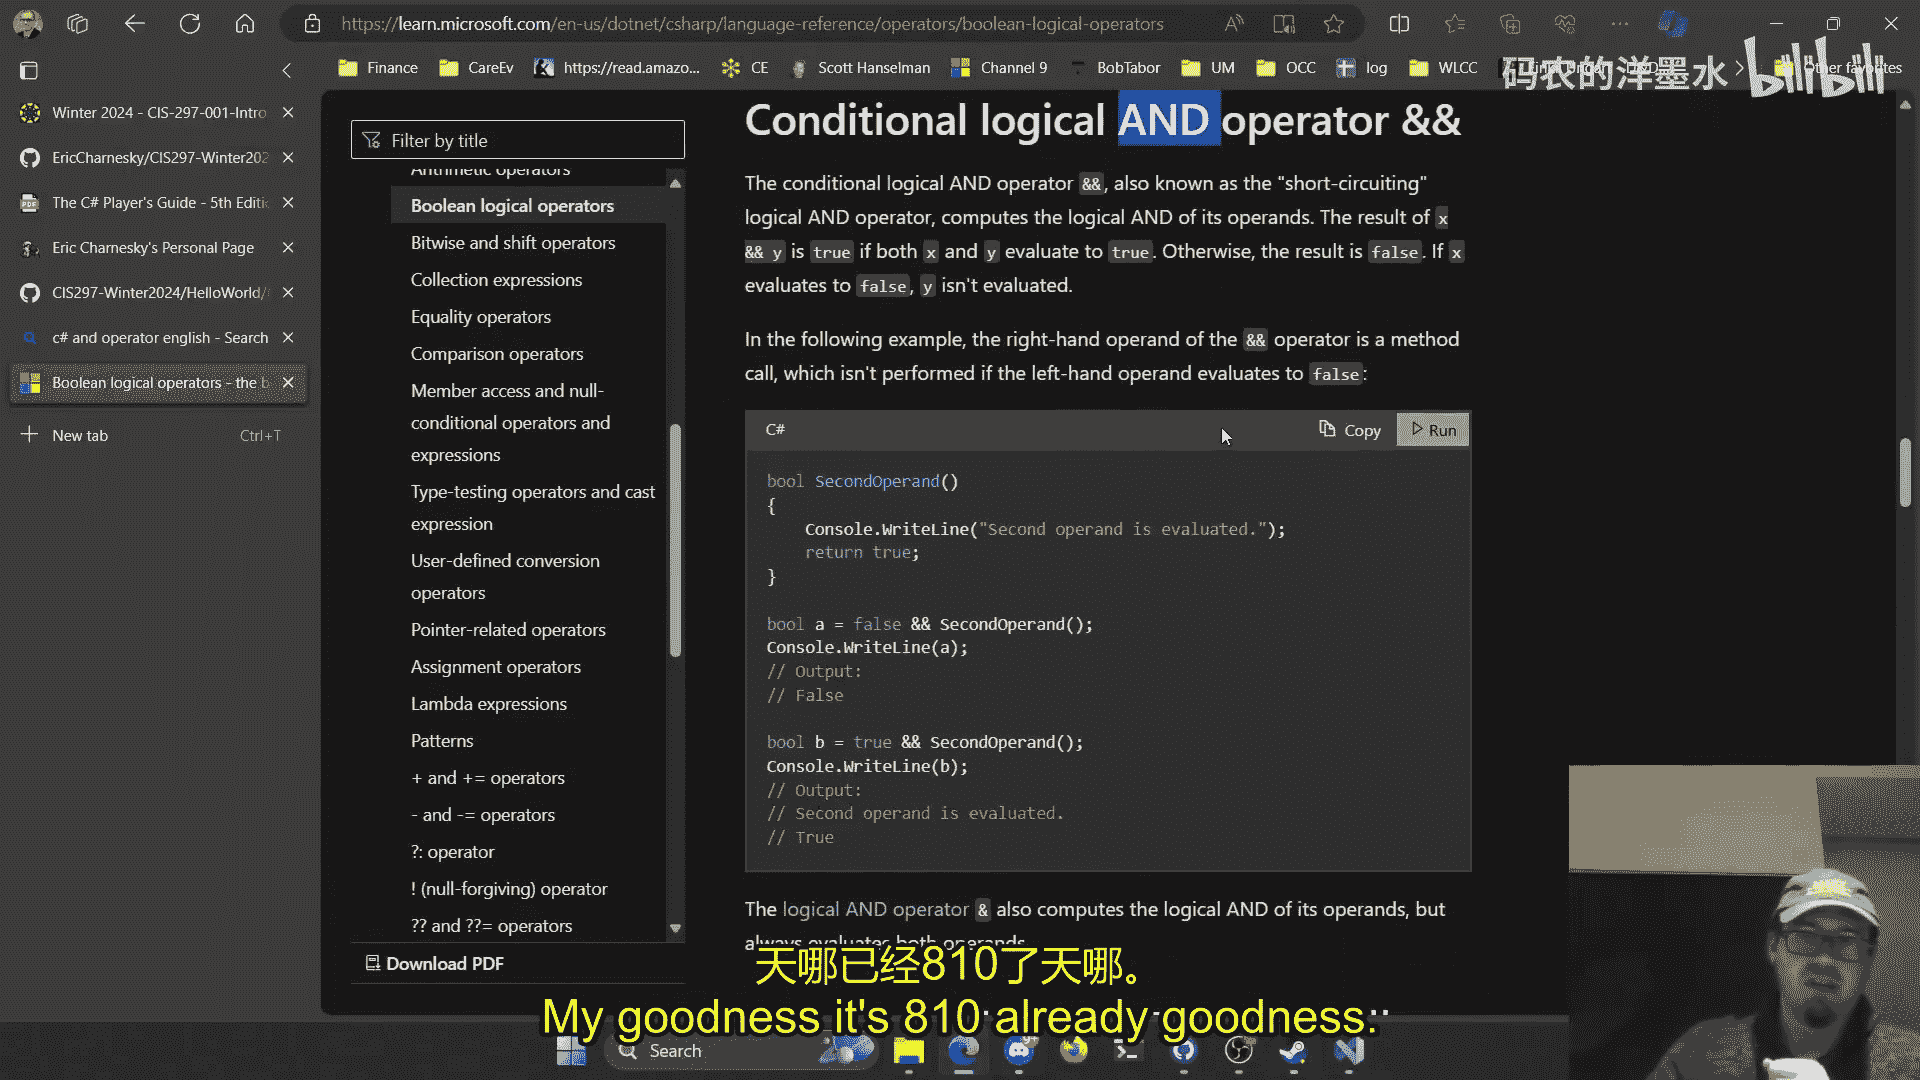 https://learn.microsoft.com/en-us/dotnet/csharp/language-reference/operators/boolean-logical-operators
Finance
CareEv
https://read.amazo...
CE
Scott Hanselman
Channel 9
BobTabor
UM
OCC
log
WLCC
Other favorites
码农的洋墨水
bilibili
Winter 2024 - CIS-297-001-Intro
EricCharnesky/CIS297-Winter202
The C# Player's Guide - 5th Editi
Eric Charnesky's Personal Page
CIS297-Winter2024/HelloWorld/
c# and operator english - Search
Boolean logical operators - the b
New tab
Ctrl+T
Filter by title
Arithmetic operators
Boolean logical operators
Bitwise and shift operators
Collection expressions
Equality operators
Comparison operators
Member access and null-
conditional operators and
expressions
Type-testing operators and cast
expression
User-defined conversion
operators
Pointer-related operators
Assignment operators
Lambda expressions
Patterns
+ and += operators
- and -= operators
?: operator
! (null-forgiving) operator
?? and ??= operators
Download PDF
Conditional logical AND operator &&
The conditional logical AND operator &&, also known as the "short-circuiting"
logical AND operator, computes the logical AND of its operands. The result of x
&& y is true if both x and y evaluate to true. Otherwise, the result is false. If x
evaluates to false, y isn't evaluated.
In the following example, the right-hand operand of the && operator is a method
call, which isn't performed if the left-hand operand evaluates to false:
C#
Copy
Run
bool SecondOperand()
{
    Console.WriteLine("Second operand is evaluated.");
    return true;
}
bool a = false && SecondOperand();
Console.WriteLine(a);
// Output:
// False
bool b = true && SecondOperand();
Console.WriteLine(b);
// Output:
// Second operand is evaluated.
// True
The logical AND operator & also computes the logical AND of its operands, but
always evaluates both operands.
天哪已经810了天哪。
My goodness it's 810 already goodness.
Search